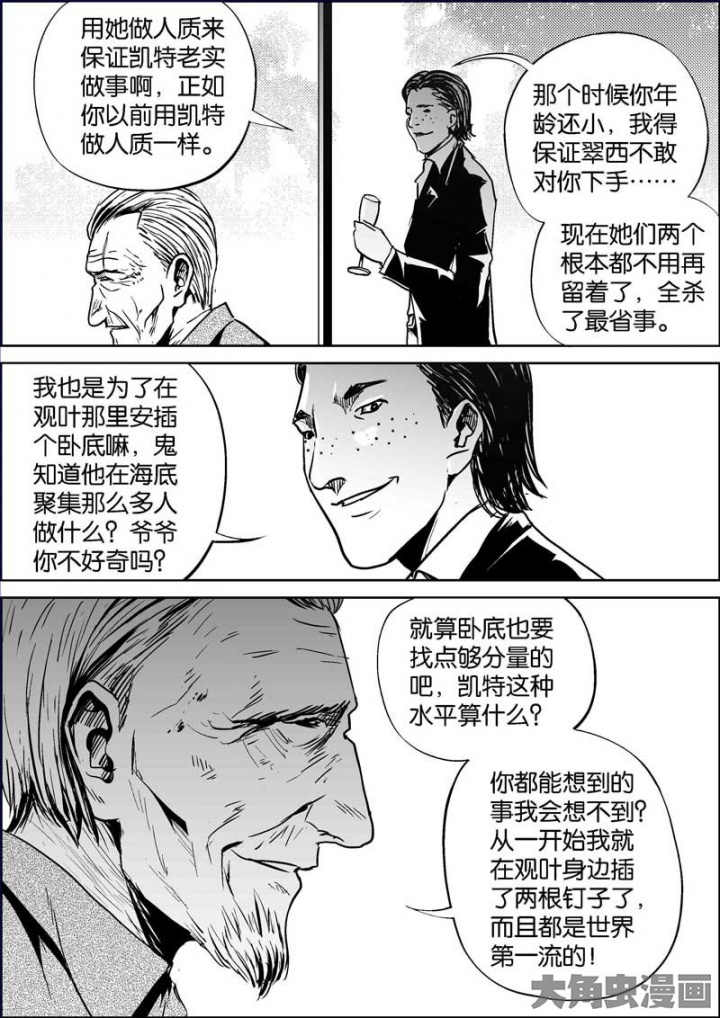 用她做人质来
保证凯特老实
做事啊，正如
你以前用凯特
做人质一样。
那个时候你年
龄还小，我得
保证翠西不敢
对你下手……
现在她们两个
根本都不用再
留着了，全杀
了最省事。
我也是为了在
观叶那里安插
个卧底嘛，鬼
知道他在海底
聚集那么多人
做什么？爷爷
你不好奇吗？
就算卧底也要
找点够分量的
吧，凯特这种
水平算什么？
你都能想到的
事我会想不到？
从一开始我就
在观叶身边插
了两根钉子了，
而且都是世界
第一流的！
大角虫漫画